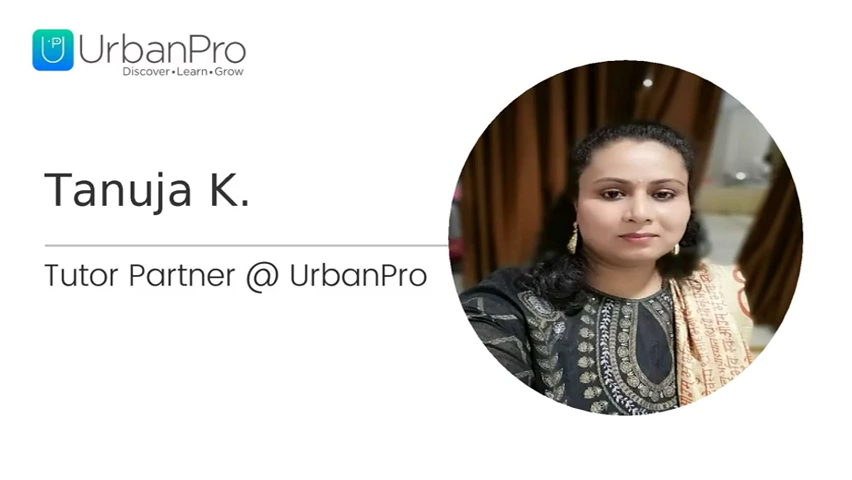 UrbanPro
Discover•Learn•Grow
Tanuja K.
Tutor Partner @ UrbanPro